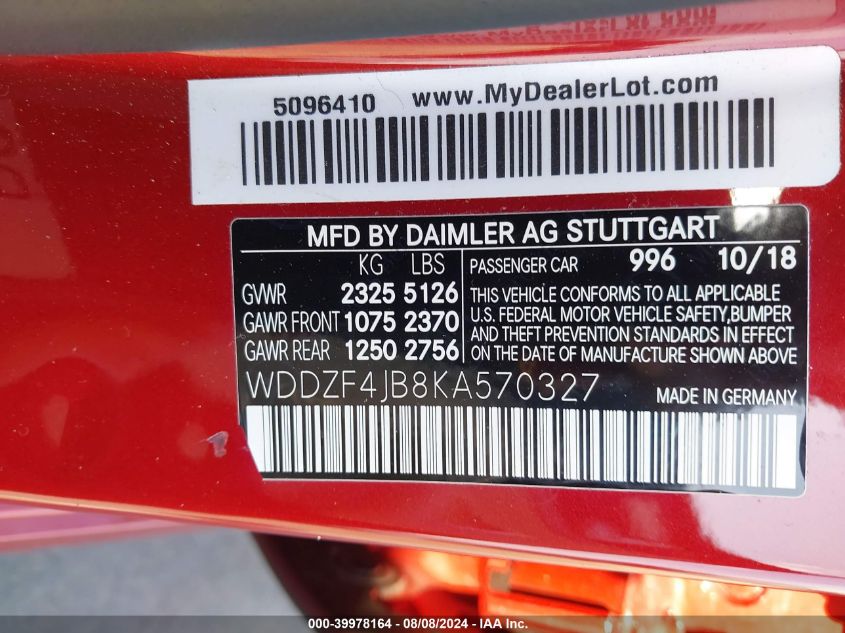 5096410 www.MyDealerLot.com
MFD BY DAIMLER AG STUTTGART
KG LBS
GVWR 2325 5126
GAWR FRONT 1075 2370
GAWR REAR 1250 2756
PASSENGER CAR 996 10/18
THIS VEHICLE CONFORMS TO ALL APPLICABLE
U.S. FEDERAL MOTOR VEHICLE SAFETY,BUMPER
AND THEFT PREVENTION STANDARDS IN EFFECT
ON THE DATE OF MANUFACTURE SHOWN ABOVE
WDDZF4JB8KA570327 MADE IN GERMANY
000-39978164 - 08/08/2024 - IAA Inc.